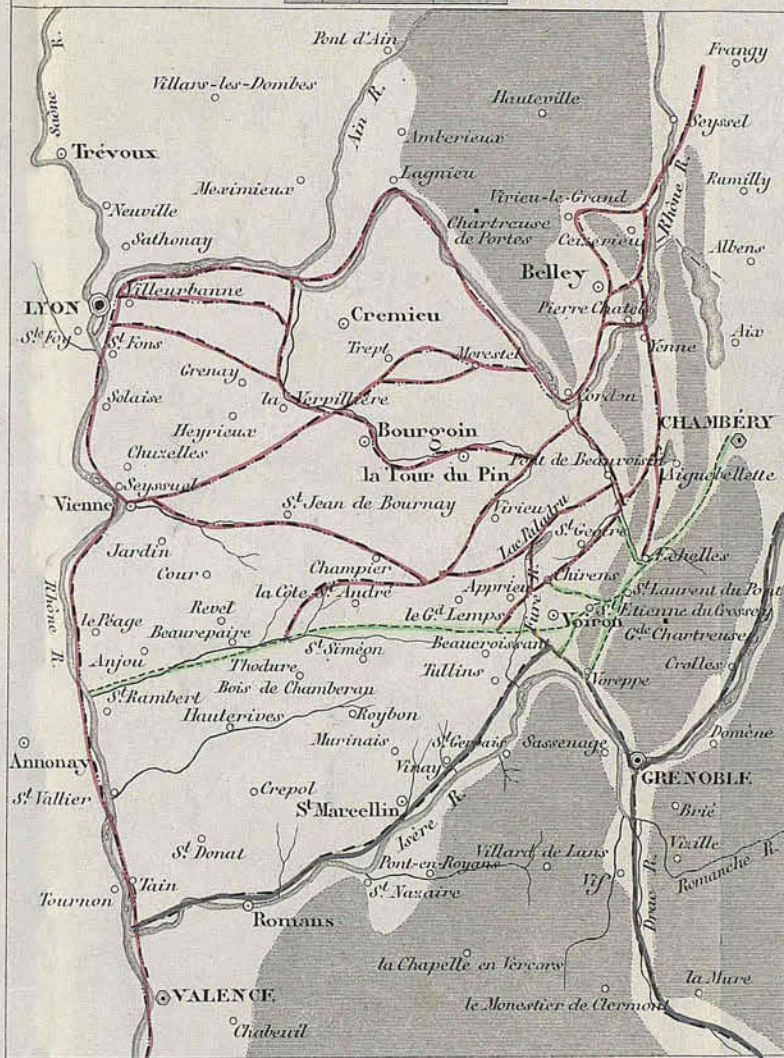 Pont d'Ain
Frangy
Villars-les-Dombes
Hauteville
Saône R.
Ain R.
Seyssel
Amberieux
Trévoux
Lagnieu
Rumilly
Meximieux
Virieu-le-Grand
Rhône R.
Neuville
Chartreuse
de Portes
Ceizerieu
Sathonay
Albens
Belley
LYON
Villeurbanne
Pierre Chatel
Cremieu
Ste Foy
St Fons
Trept
Morestel
Yenne
Aix
Grenay
Solaise
la Verpillière
Cordon
Heyrieux
Bourgoin
CHAMBÉRY
Chuzelles
la Tour du Pin
Pont de Beauvoisin
Aiguebellette
Seyssuel
Vienne
St Jean de Bournay
Virieu
Lac Paladru
St Geoire
Jardin
Champier
Echelles
Cour
Chirens
Rhône R.
la Côte St André
Apprieu
Fure R.
St Laurent du Pont
Revel
le Gd Lemps
Voiron
St Etienne du Crossey
le Péage
Beaurepaire
Gde Chartreuse
Anjou
St Siméon
Beaucroissant
Thodure
Tullins
Crolles
Bois de Chamberan
Voreppe
St Rambert
Roybon
Hauterives
Murinais
St Gervais
Sassenage
Domène
Annonay
Vinay
GRENOBLE
St Vallier
Crepol
St Marcellin
Isère R.
Brié
St Donat
Vizille
Pont-en-Royans
Villard de Lans
Romanche R.
Tain
Vif
Tournon
St Nazaire
Drac R.
Romans
la Chapelle en Vercors
VALENCE
la Mure
le Monestier de Clermont
Chabeuil